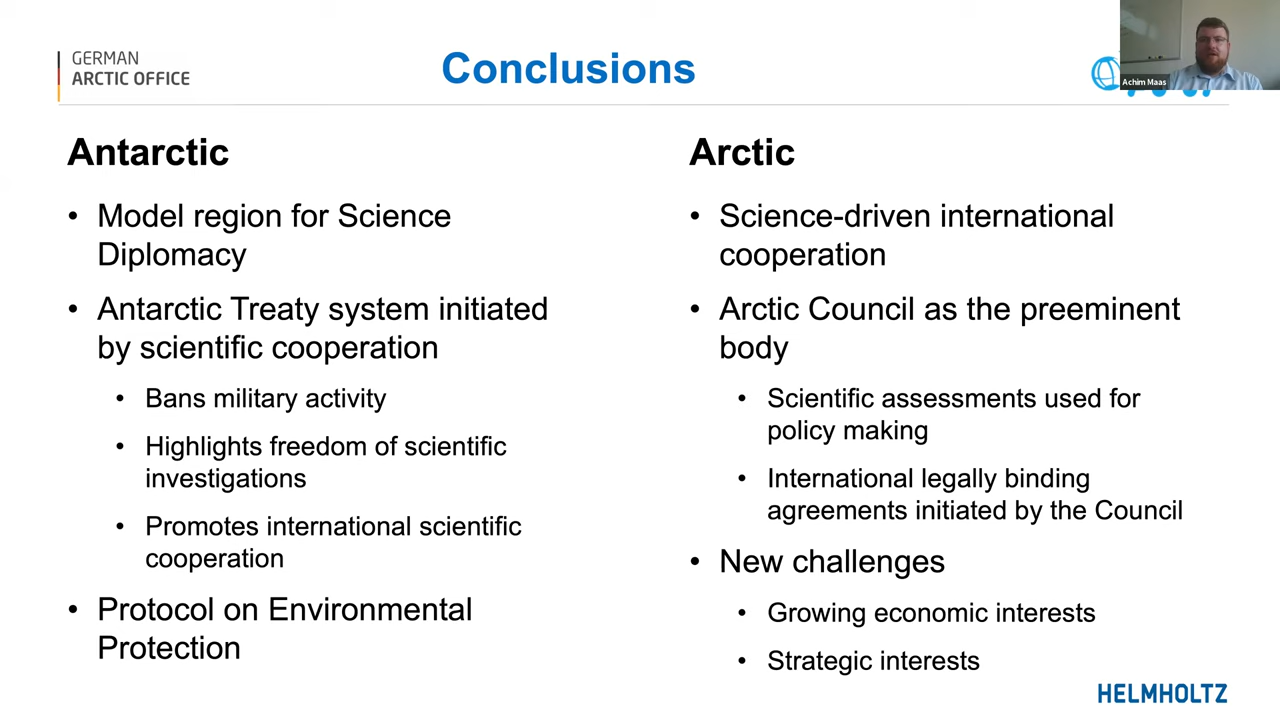 GERMAN
ARCTIC OFFICE
Conclusions
Achim Maas
Antarctic
• Model region for Science
Diplomacy
• Antarctic Treaty system initiated
by scientific cooperation
• Bans military activity
• Highlights freedom of scientific
investigations
• Promotes international scientific
cooperation
• Protocol on Environmental
Protection
Arctic
• Science-driven international
cooperation
• Arctic Council as the preeminent
body
• Scientific assessments used for
policy making
• International legally binding
agreements initiated by the Council
• New challenges
• Growing economic interests
• Strategic interests
HELMHOLTZ